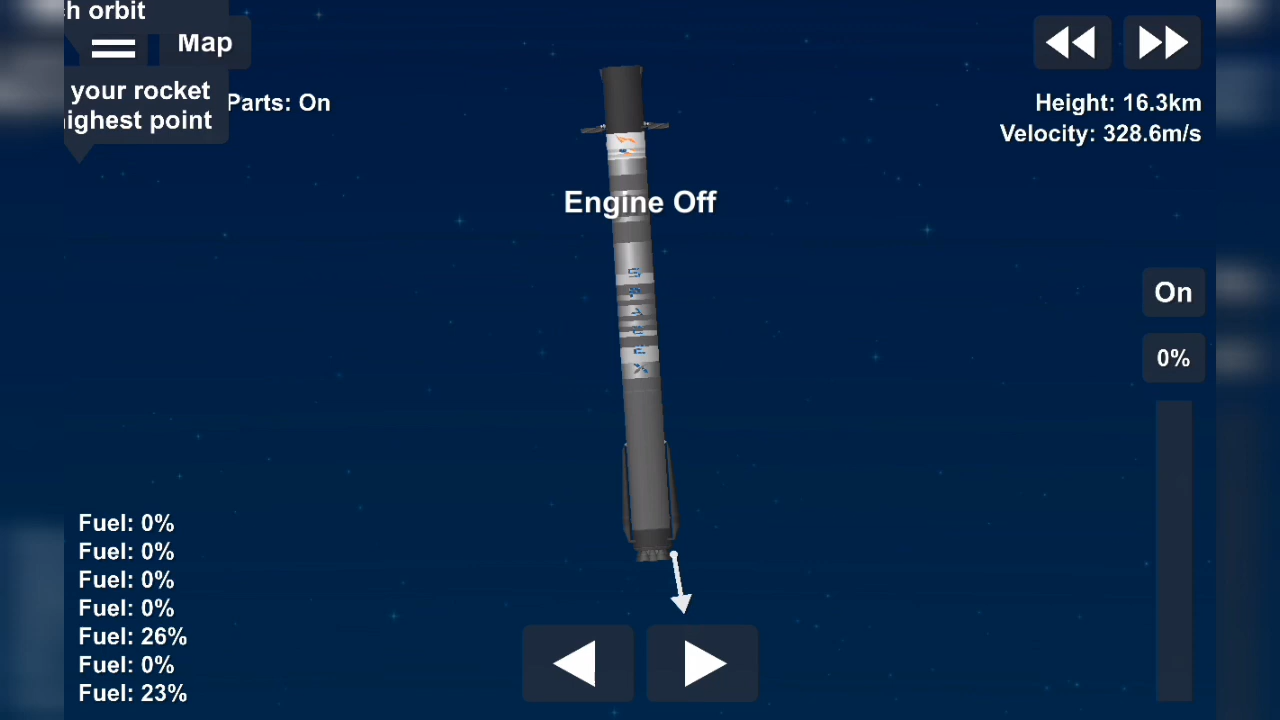 h orbit
Map
your rocket
ighest point
Parts: On
Height: 16.3km
Velocity: 328.6m/s
Engine Off
SPACEX
On
0%
Fuel: 0%
Fuel: 0%
Fuel: 0%
Fuel: 0%
Fuel: 26%
Fuel: 0%
Fuel: 23%